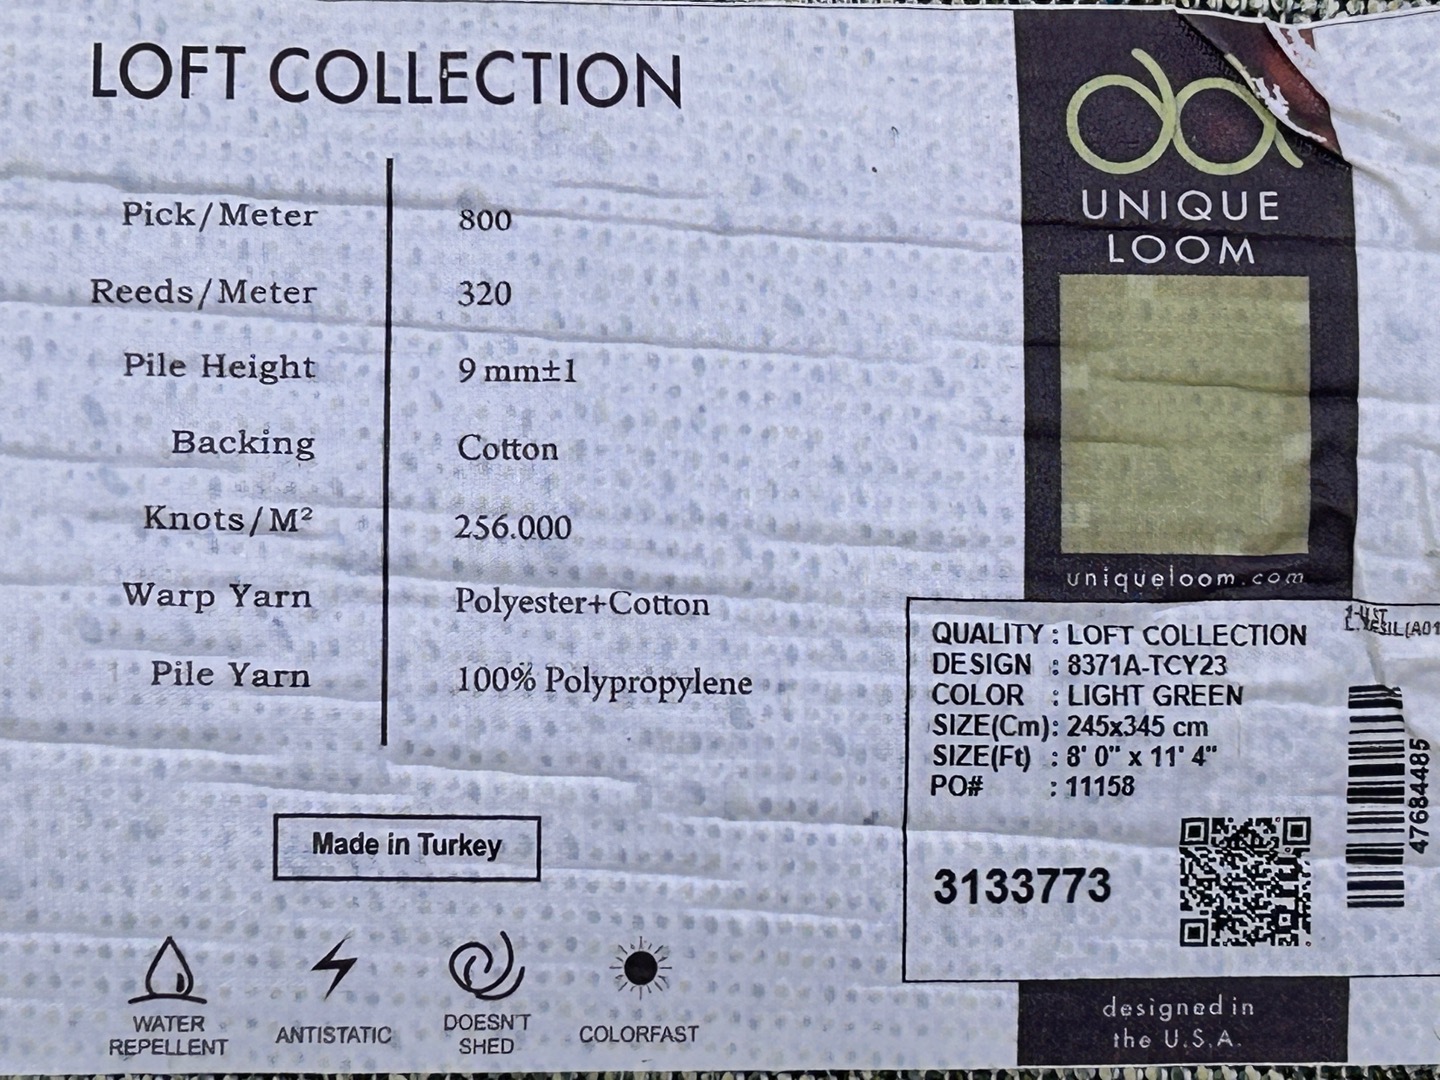 LOFT COLLECTION
Pick/Meter 800
Reeds/Meter 320
Pile Height 9 mm±1
Backing Cotton
Knots/M² 256.000
Warp Yarn Polyester+Cotton
Pile Yarn 100% Polypropylene
Made in Turkey
WATER
REPELLENT
ANTISTATIC
DOESN'T
SHED
COLORFAST
UNIQUE
LOOM
uniqueloom.com
QUALITY : LOFT COLLECTION
DESIGN : 8371A-TCY23
COLOR : LIGHT GREEN
SIZE(Cm): 245x345 cm
SIZE(Ft) : 8' 0" x 11' 4"
PO# : 11158
3133773
47684485
designed in
the U.S.A.